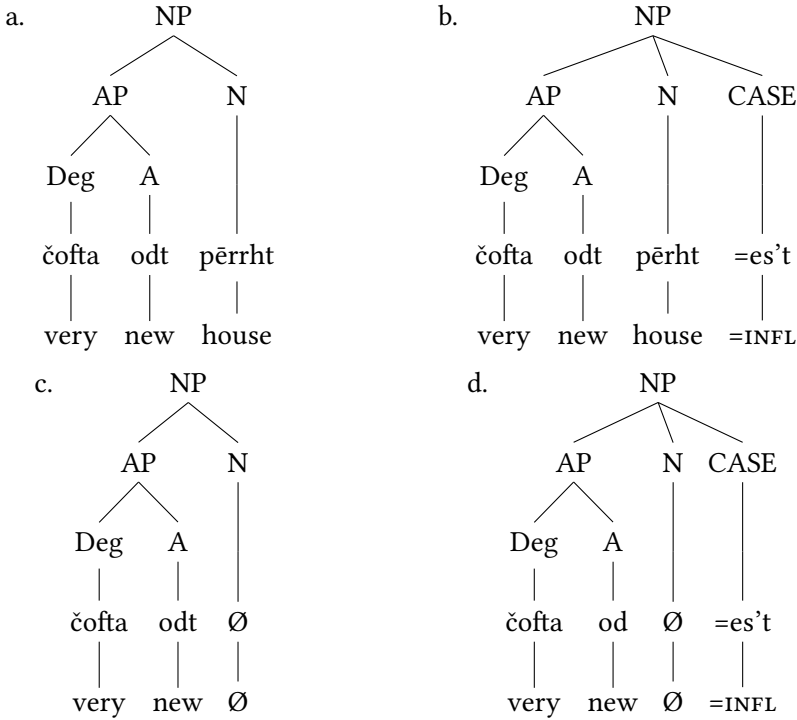 a. NP
AP N
Deg A
čofta odt pērrht
very new house
b. NP
AP N CASE
Deg A
čofta odt pērht =es't
very new house =INFL
c. NP
AP N
Deg A
čofta odt Ø
very new Ø
d. NP
AP N CASE
Deg A
čofta od Ø =es't
very new Ø =INFL